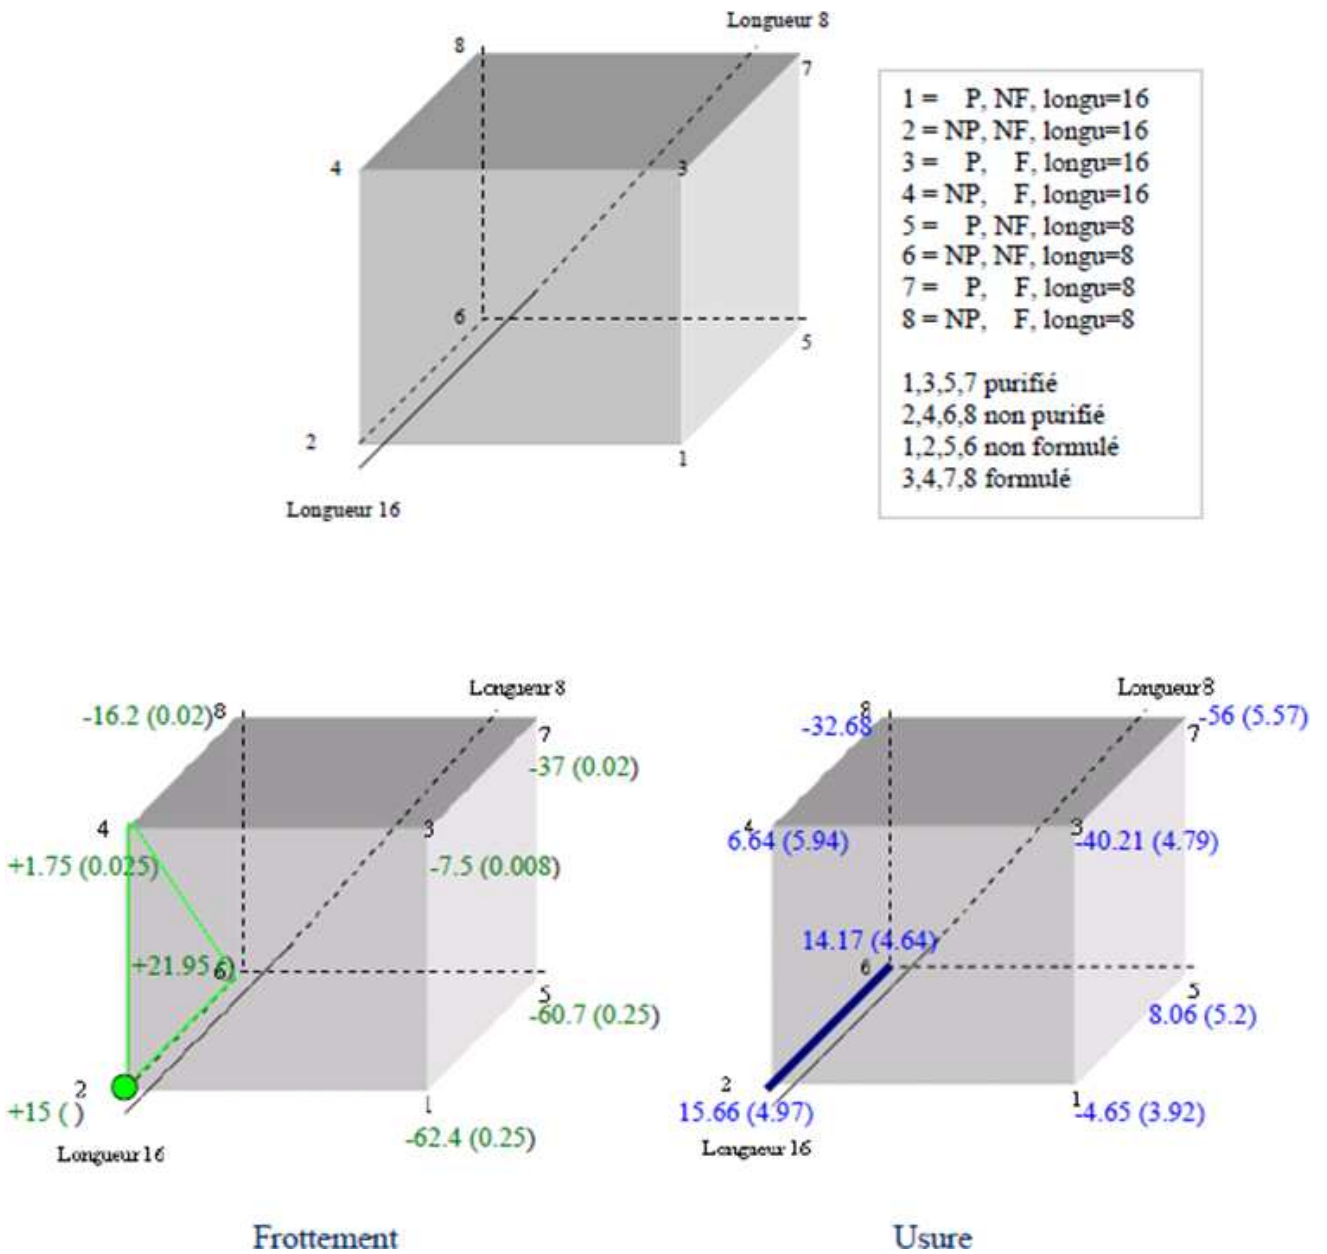 Longueur 8
8
7
4
3
6
5
2
1
Longueur 16
1 = P, NF, longu=16
2 = NP, NF, longu=16
3 = P, F, longu=16
4 = NP, F, longu=16
5 = P, NF, longu=8
6 = NP, NF, longu=8
7 = P, F, longu=8
8 = NP, F, longu=8
1,3,5,7 purifié
2,4,6,8 non purifié
1,2,5,6 non formulé
3,4,7,8 formulé
Longueur 8
-16.2 (0.02) 8
7
-37 (0.02)
4
3
+1.75 (0.025)
-7.5 (0.008)
+21.95 ()
6
5
-60.7 (0.25)
2
+15 ( )
1
-62.4 (0.25)
Longueur 16
Frottement
Longueur 8
8
-32.68
-56 (5.57)
7
4
6.64 (5.94)
3
-40.21 (4.79)
14.17 (4.64)
6
5
8.06 (5.2)
2
15.66 (4.97)
1
-4.65 (3.92)
Longueur 16
Usure